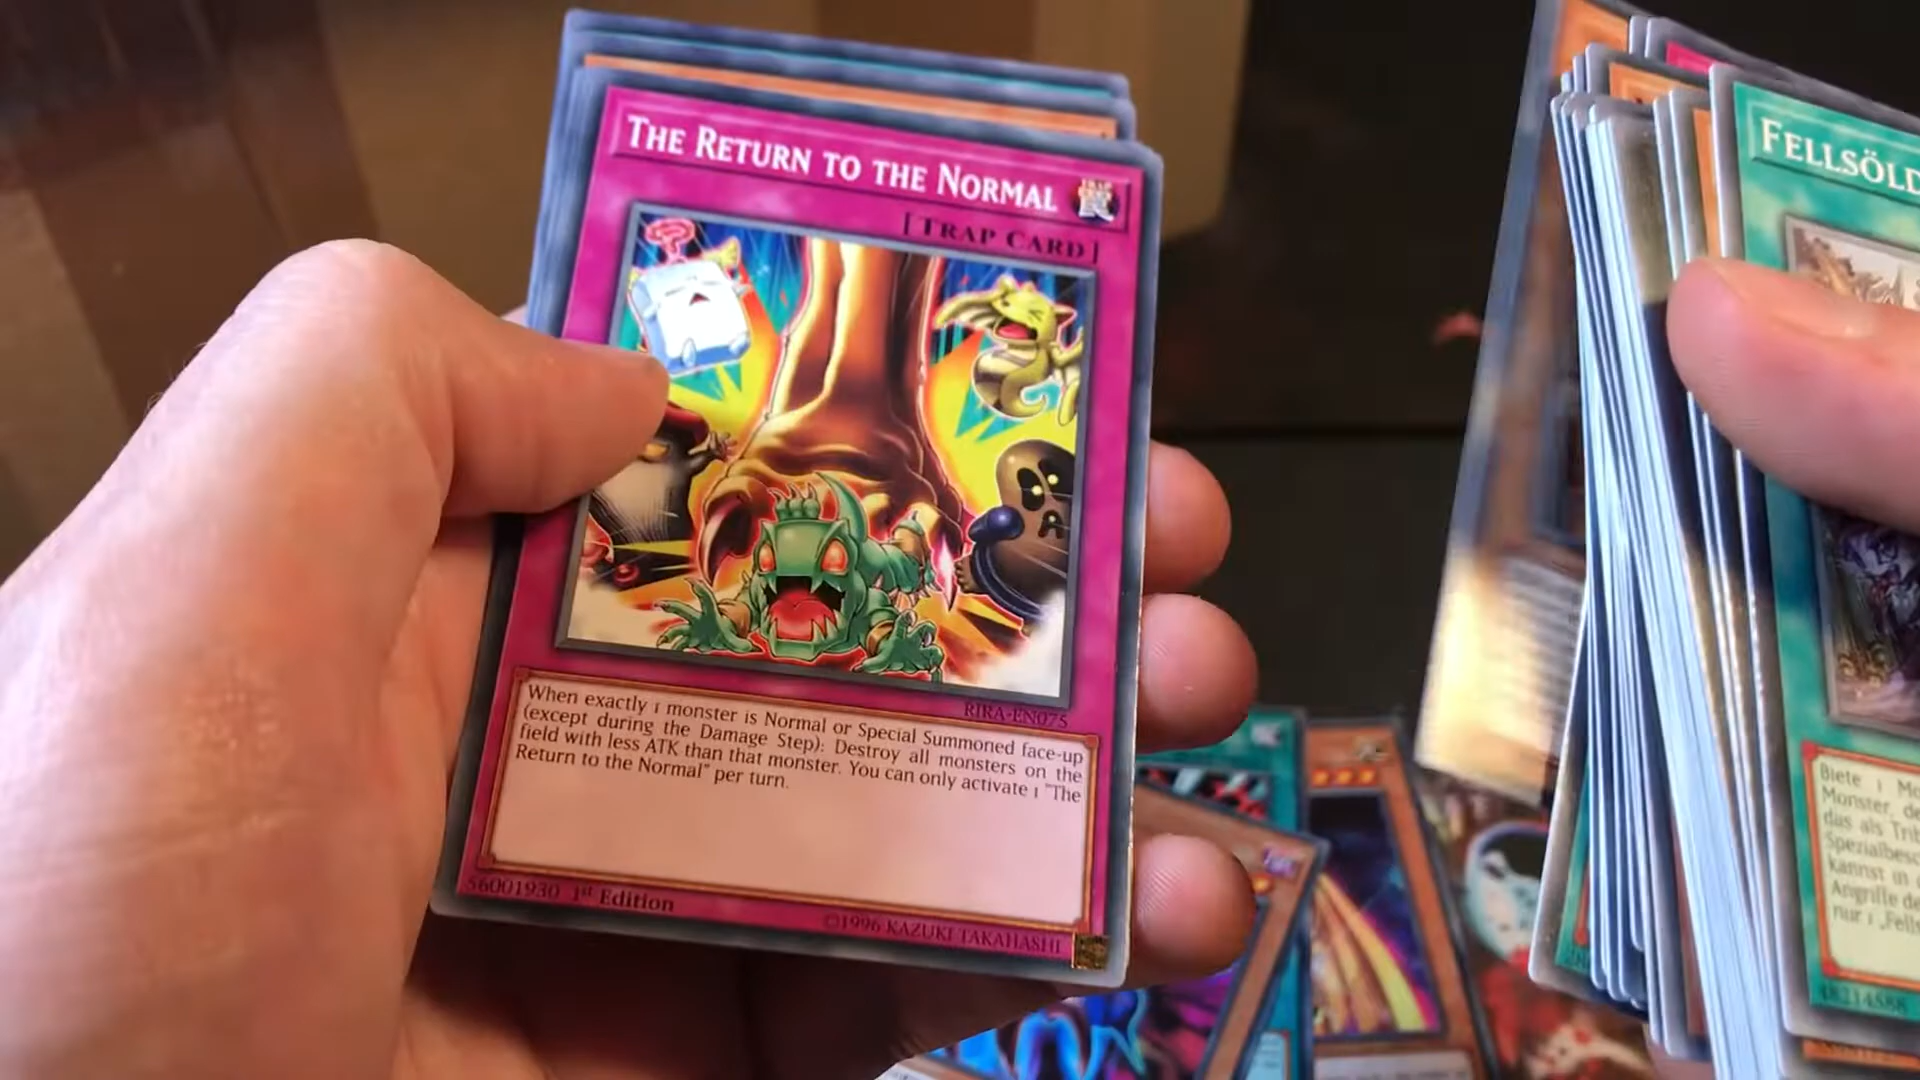 THE RETURN TO THE NORMAL
[TRAP CARD]
RIRA-EN075
When exactly 1 monster is Normal or Special Summoned face-up
(except during the Damage Step): Destroy all monsters on the
field with less ATK than that monster. You can only activate 1 "The
Return to the Normal" per turn.
56001930 1st Edition
©1996 KAZUKI TAKAHASHI
FELLSÖLD
Biete 1 Mo
Monster, de
das als Trib
Spezialbesc
kannst in
Angriffe de
nur 1 „Fells